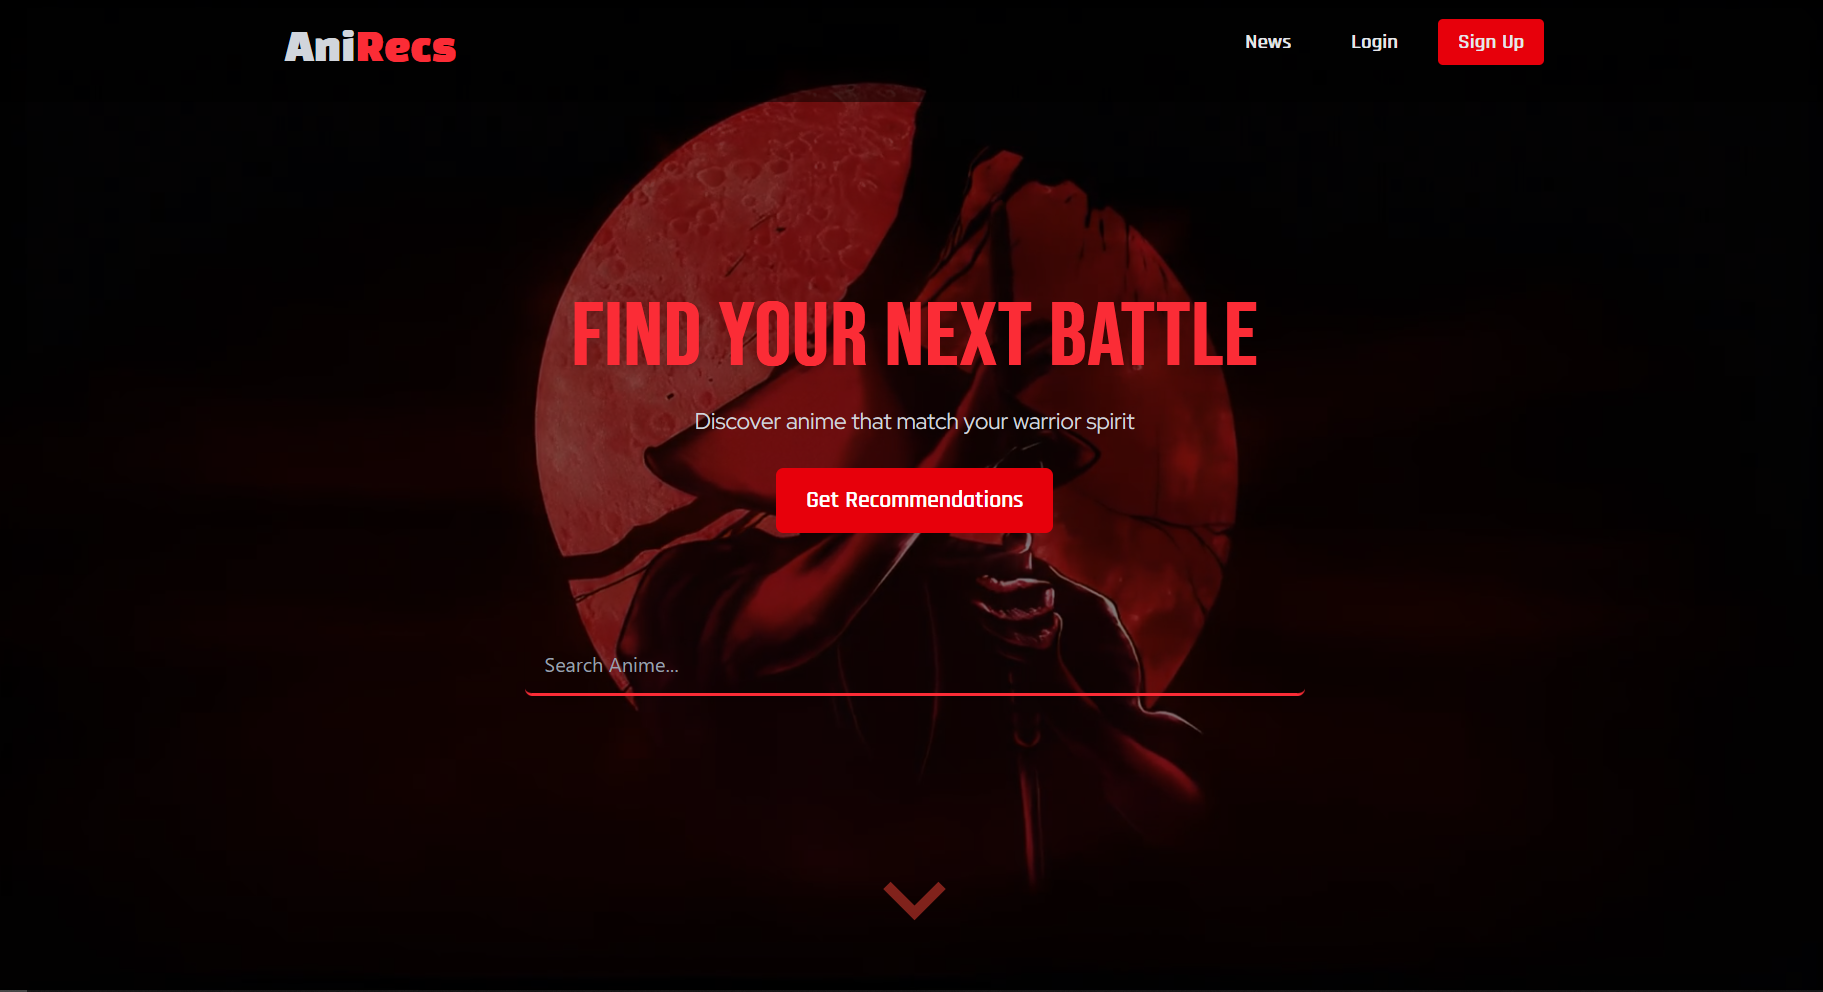 AniRecs
News
Login
Sign Up
FIND YOUR NEXT BATTLE
Discover anime that match your warrior spirit
Get Recommendations
Search Anime...